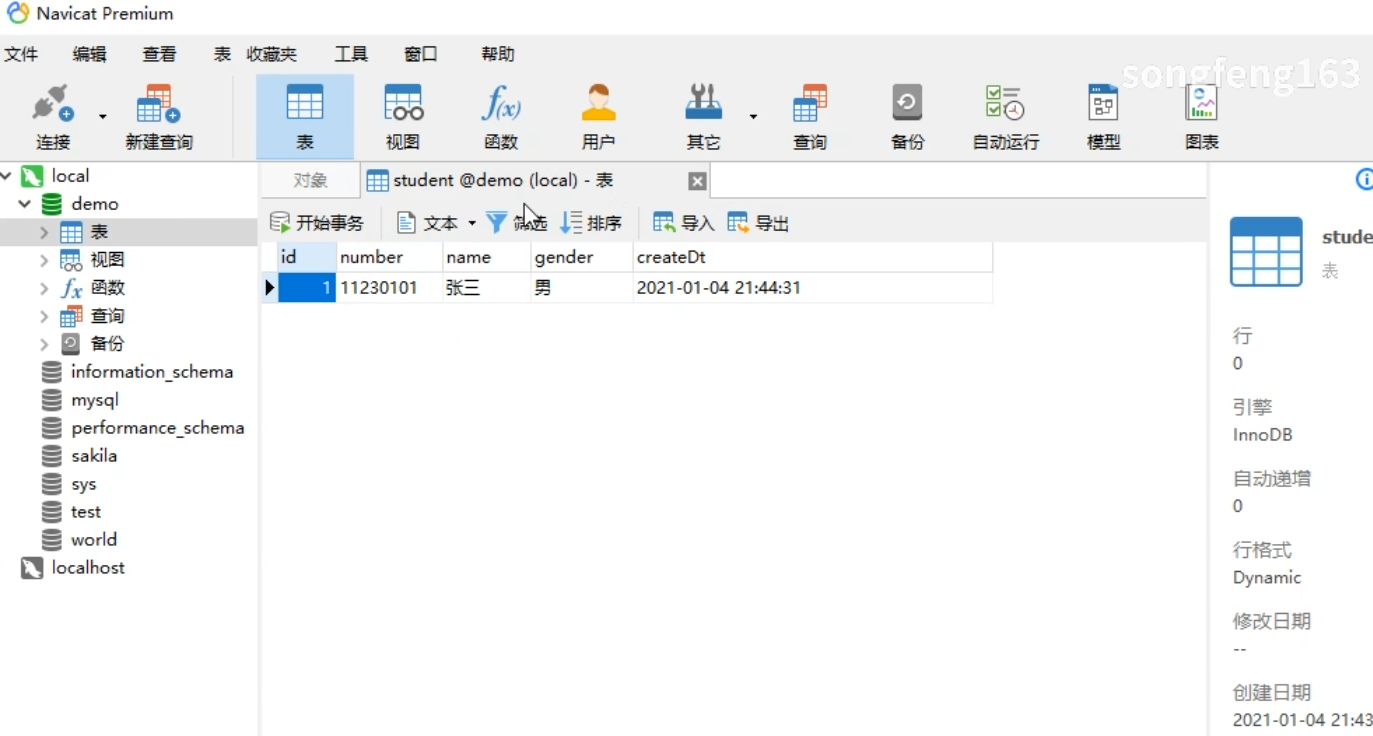 Navicat Premium
文件 编辑 查看 表 收藏夹 工具 窗口 帮助
songfeng163
连接 新建查询 表 视图 函数 用户 其它 查询 备份 自动运行 模型 图表
local
demo
表
视图
函数
查询
备份
information_schema
mysql
performance_schema
sakila
sys
test
world
localhost
对象 student @demo (local) - 表
开始事务 文本 筛选 排序 导入 导出
id number name gender createDt
1 11230101 张三 男 2021-01-04 21:44:31
stude
表
行
0
引擎
InnoDB
自动递增
0
行格式
Dynamic
修改日期
--
创建日期
2021-01-04 21:43